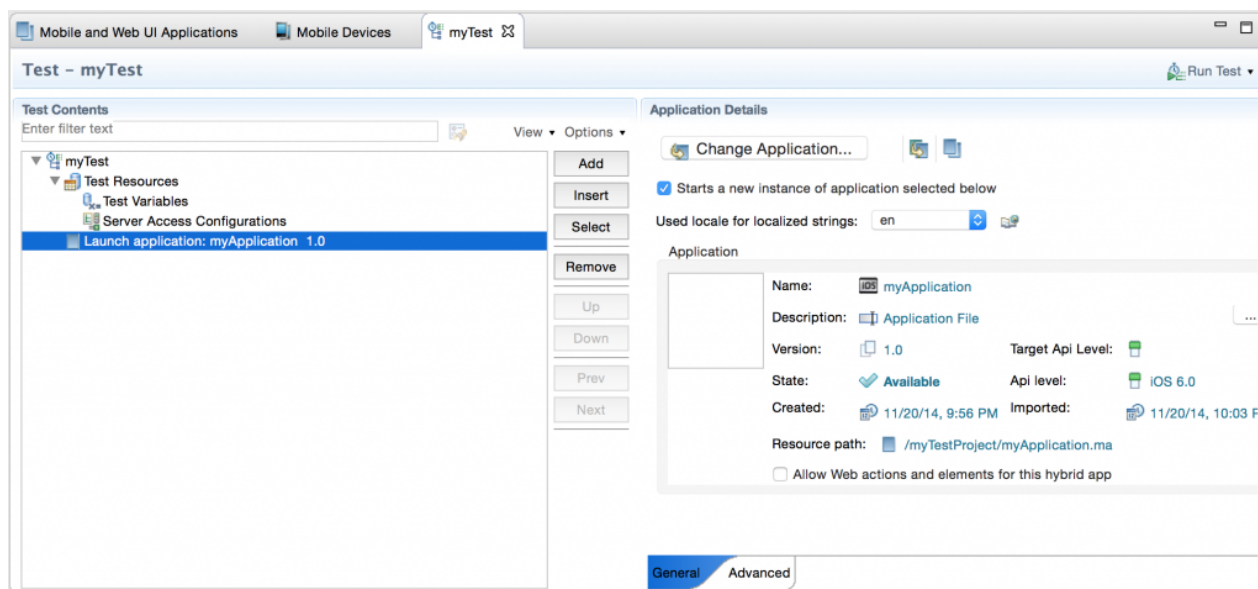 Mobile and Web UI Applications Mobile Devices myTest
Test - myTest
Run Test
Test Contents
Enter filter text
View Options
myTest
Test Resources
Test Variables
Server Access Configurations
Launch application: myApplication 1.0
Add
Insert
Select
Remove
Up
Down
Prev
Next
Application Details
Change Application...
Starts a new instance of application selected below
Used locale for localized strings: en
Application
Name: iOS myApplication
Description: Application File ...
Version: 1.0 Target Api Level:
State: Available Api level: iOS 6.0
Created: 11/20/14, 9:56 PM Imported: 11/20/14, 10:03
Resource path: /myTestProject/myApplication.ma
Allow Web actions and elements for this hybrid app
General Advanced